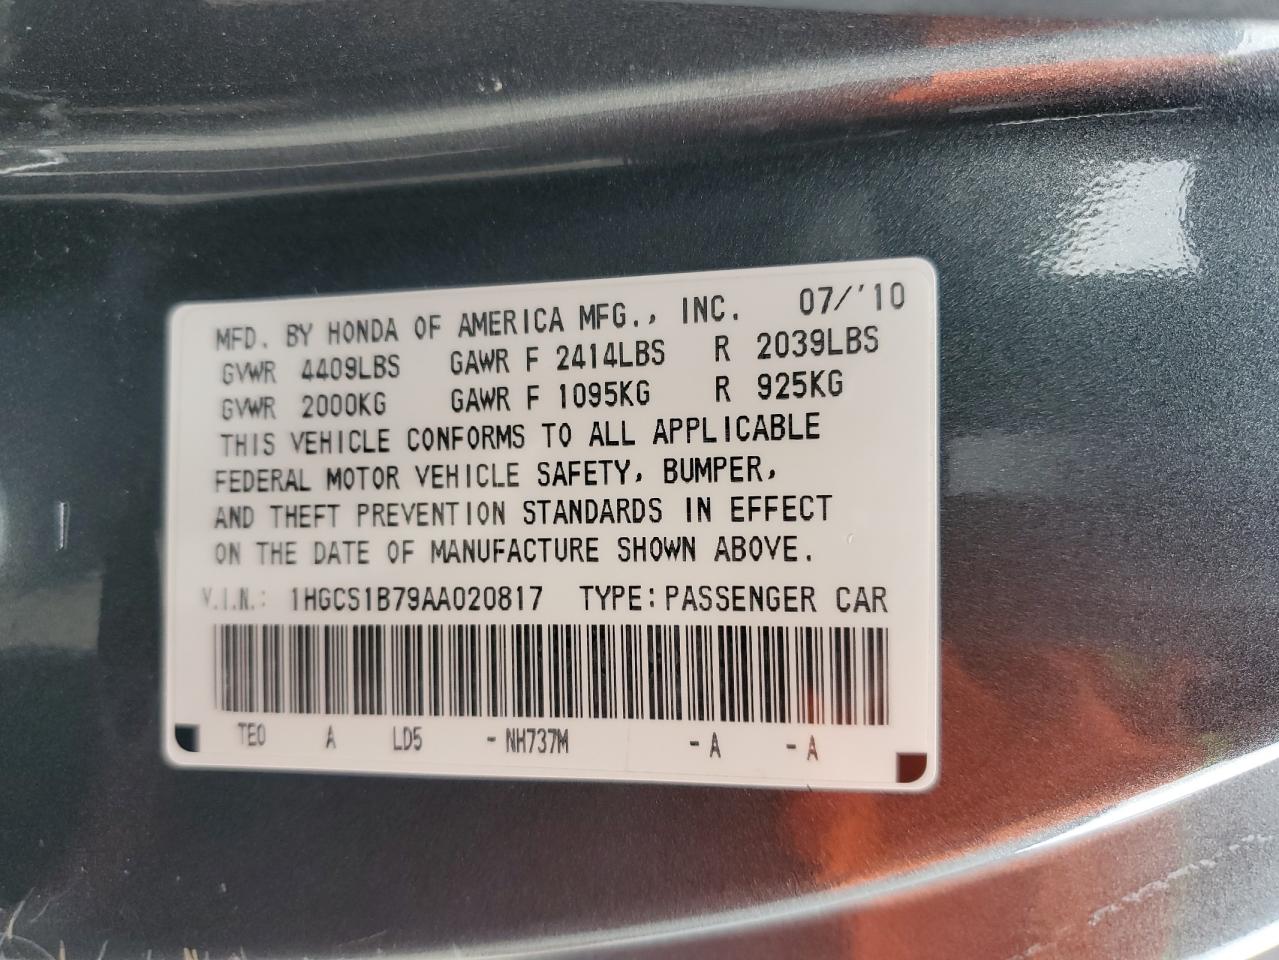 MFD. BY HONDA OF AMERICA MFG., INC. 07/'10
GVWR 4409LBS GAWR F 2414LBS R 2039LBS
GVWR 2000KG GAWR F 1095KG R 925KG
THIS VEHICLE CONFORMS TO ALL APPLICABLE
FEDERAL MOTOR VEHICLE SAFETY, BUMPER,
AND THEFT PREVENTION STANDARDS IN EFFECT
ON THE DATE OF MANUFACTURE SHOWN ABOVE.
V.I.N.: 1HGCS1B79AA020817 TYPE: PASSENGER CAR
TE0 A LD5 - NH737M - A - A